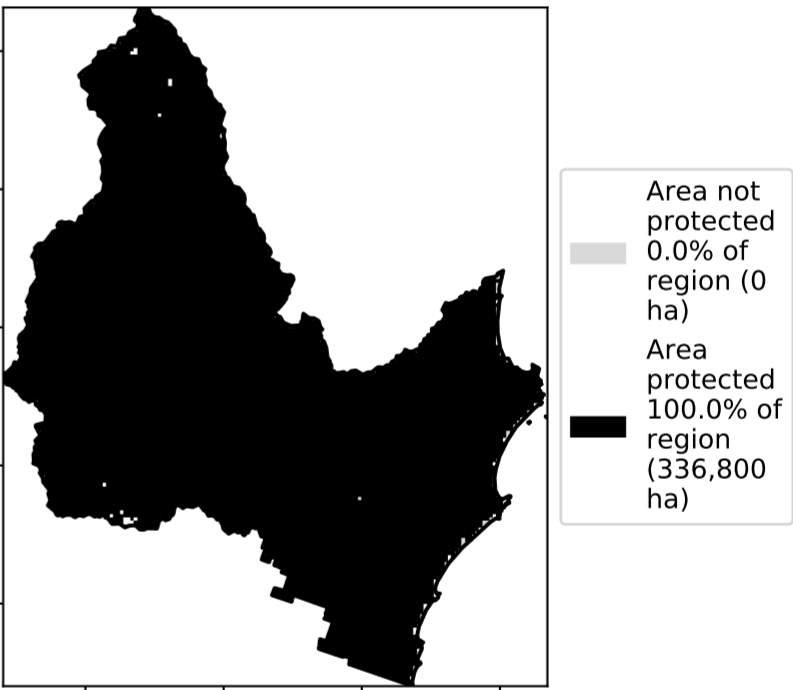 Area not
protected
0.0% of
region (0
ha)
Area
protected
100.0% of
region
(336,800
ha)